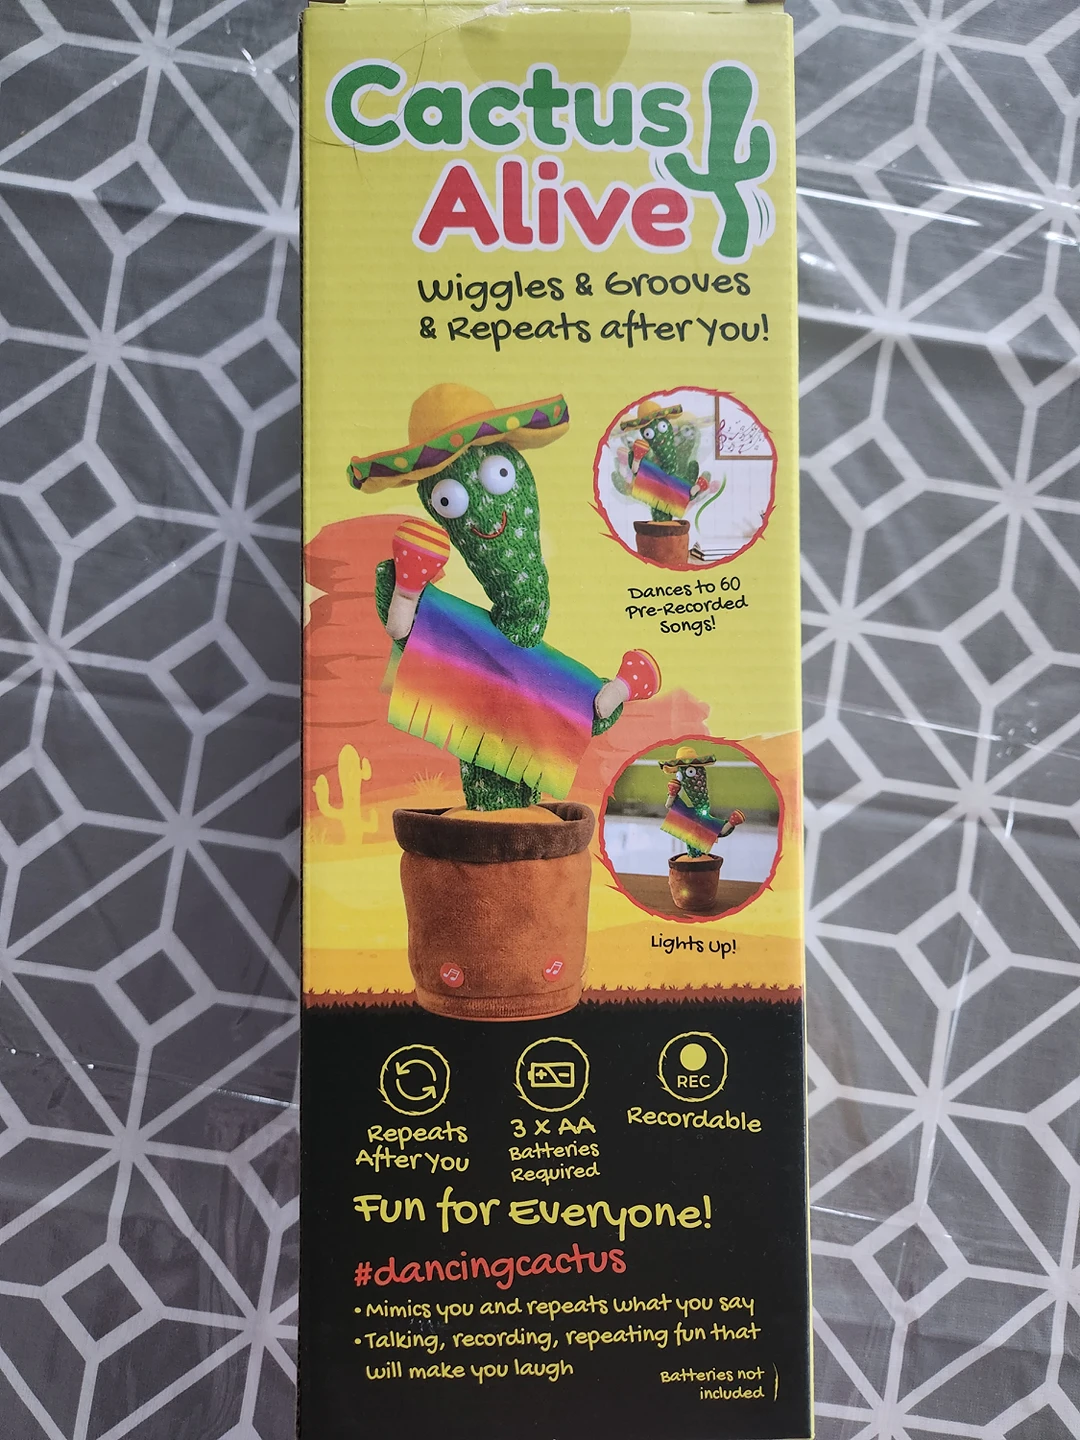 Cactus
Alive
Wiggles & Grooves
& Repeats after you!
Dances to 60
Pre-Recorded
Songs!
Lights Up!
Repeats
After you
3 X AA
Batteries
Required
REC
Recordable
Fun for Everyone!
#dancingcactus
• Mimics you and repeats what you say
• Talking, recording, repeating fun that
will make you laugh
Batteries not
included